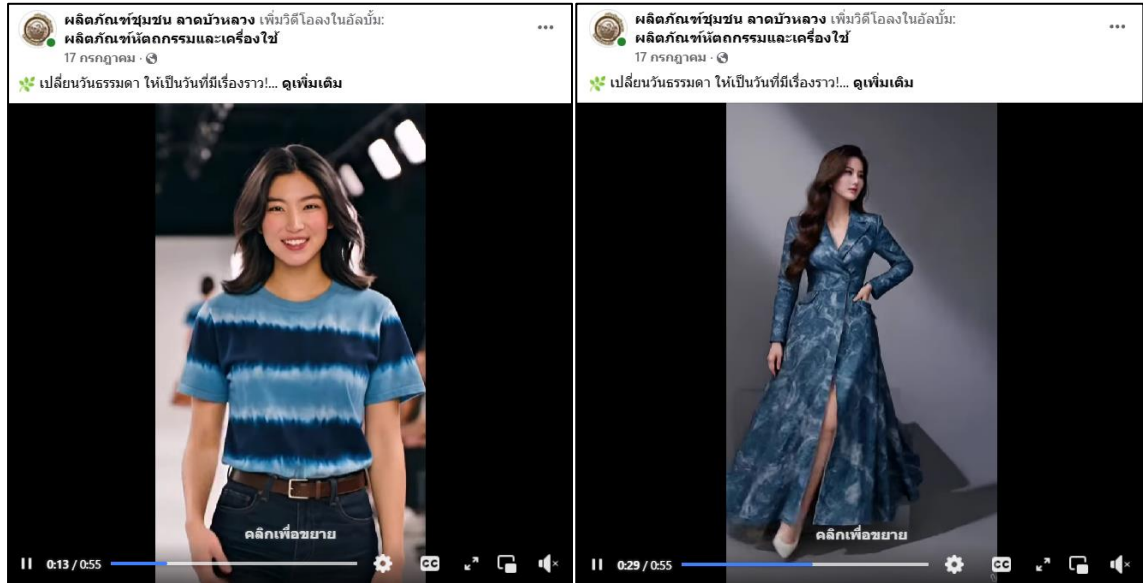 ผลิตภัณฑ์ชุมชน ลาดบัวหลวง เพิ่มวิดีโอลงในอัลบั้ม:
ผลิตภัณฑ์หัตถกรรมและเครื่องใช้
17 กรกฎาคม ·
🌿 เปลี่ยนวันธรรมดา ให้เป็นวันที่มีเรื่องราว!... ดูเพิ่มเติม
คลิกเพื่อขยาย
0:13 / 0:55
CC
ผลิตภัณฑ์ชุมชน ลาดบัวหลวง เพิ่มวิดีโอลงในอัลบั้ม:
ผลิตภัณฑ์หัตถกรรมและเครื่องใช้
17 กรกฎาคม ·
🌿 เปลี่ยนวันธรรมดา ให้เป็นวันที่มีเรื่องราว!... ดูเพิ่มเติม
คลิกเพื่อขยาย
0:29 / 0:55
CC